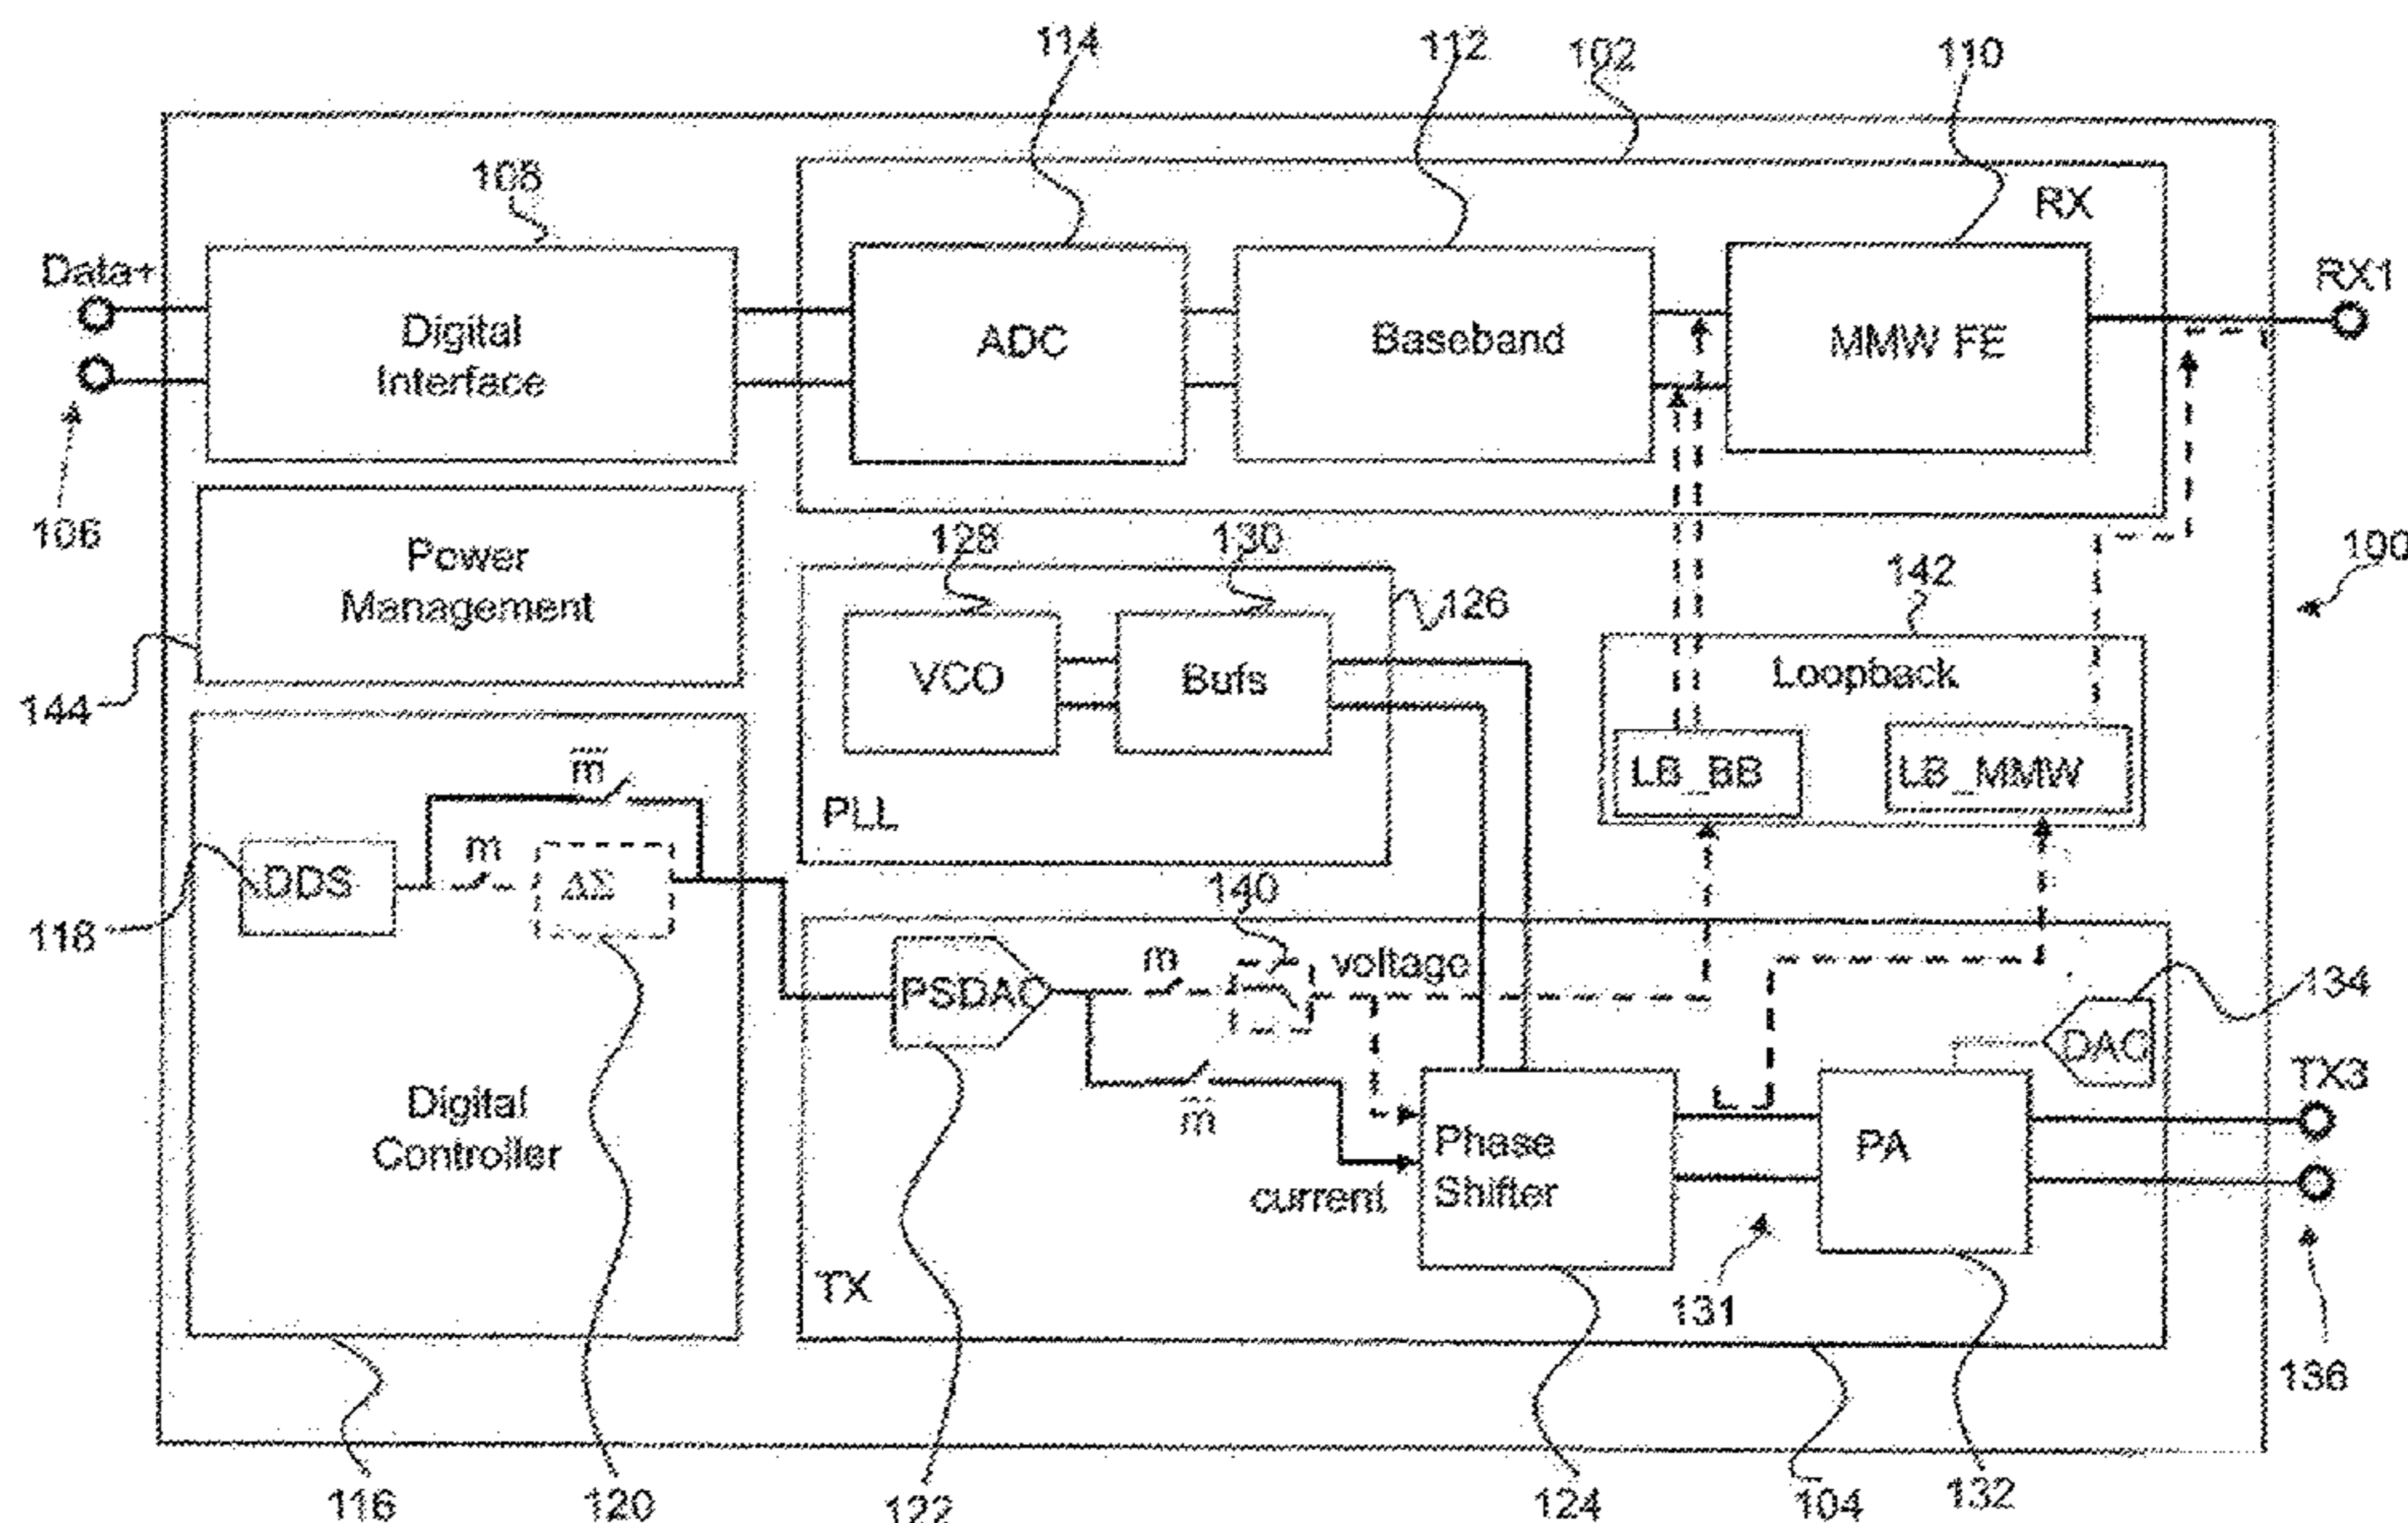 114
112
102
110
108
RX
Data+
RX1
Digital
Interface
ADC
Baseband
MMW FE
106
128
130
100
Power
Management
142
126
144
VCO
Bufs
Loopback
m̅
LB_BB
LB_MMW
PLL
m
DDS
ΔΣ
140
118
m
voltage
134
PSDAC
DAC
TX3
Digital
Controller
m̅
Phase
Shifter
PA
current
TX
131
136
116
120
122
124
104
132